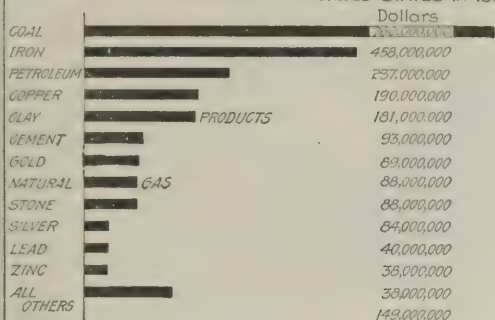 STATES IN
Dollars
COAL
IRON 458,000,000
PETROLEUM 237,000,000
COPPER 190,000,000
CLAY PRODUCTS 181,000,000
CEMENT 93,000,000
GOLD 89,000,000
NATURAL GAS 88,000,000
STONE 88,000,000
SILVER 84,000,000
LEAD 40,000,000
ZINC 38,000,000
ALL 38,000,000
OTHERS
149,000,000